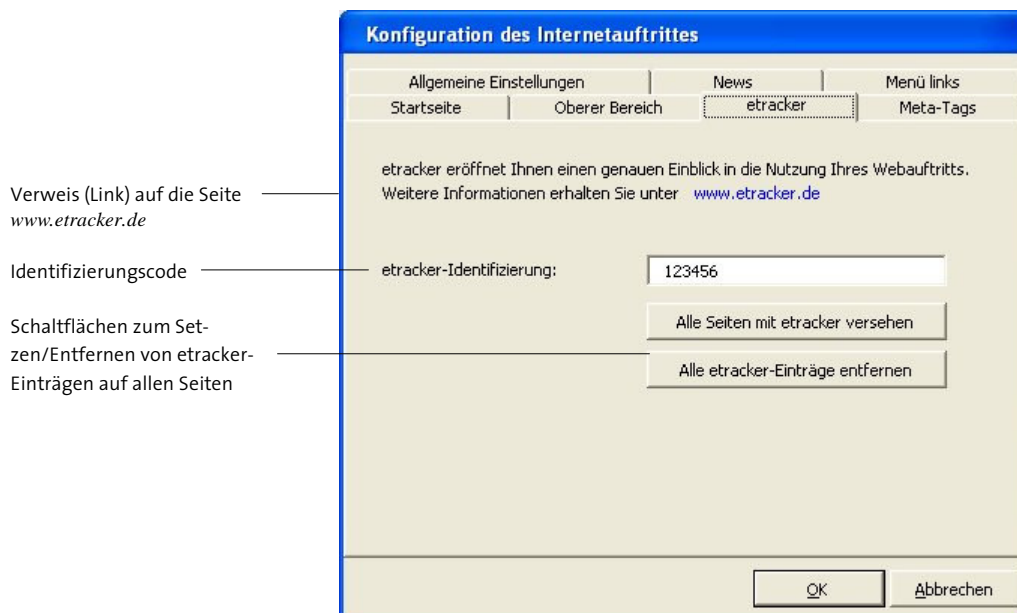 Konfiguration des Internetauftrittes
Allgemeine Einstellungen
News
Menü links
Startseite
Oberer Bereich
etracker
Meta-Tags
etracker eröffnet Ihnen einen genauen Einblick in die Nutzung Ihres Webauftritts.
Weitere Informationen erhalten Sie unter www.etracker.de
Verweis (Link) auf die Seite
www.etracker.de
Identifizierungscode
etracker-Identifizierung:
123456
Schaltflächen zum Set-
zen/Entfernen von etracker-
Einträgen auf allen Seiten
Alle Seiten mit etracker versehen
Alle etracker-Einträge entfernen
OK
Abbrechen